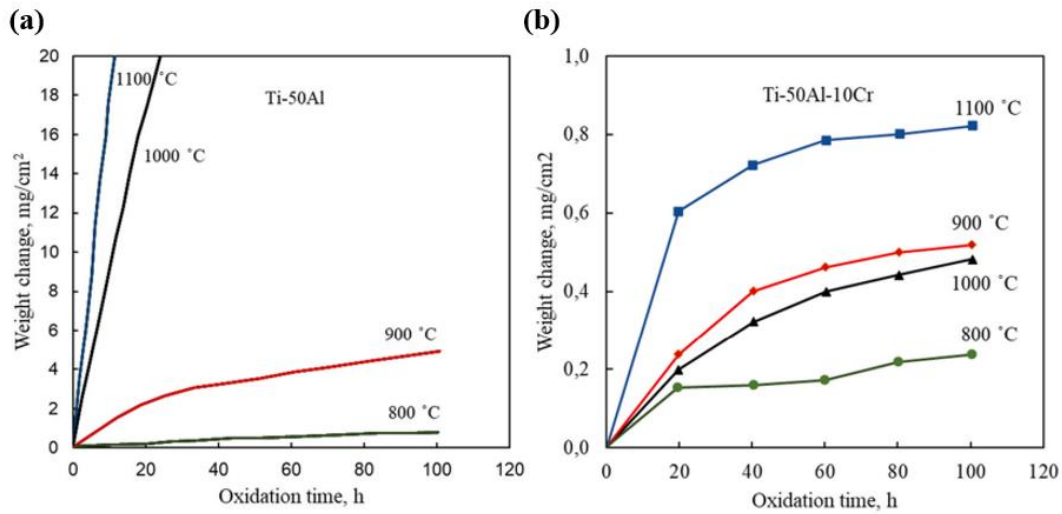 (a)
Weight change, mg/cm²
20
18
16
14
12
10
8
6
4
2
0
1100 ˚C
1000 ˚C
Ti-50Al
900 ˚C
800 ˚C
0 20 40 60 80 100 120
Oxidation time, h
(b)
Weight change, mg/cm2
1,0
0,8
0,6
0,4
0,2
0,0
Ti-50Al-10Cr
1100 ˚C
900 ˚C
1000 ˚C
800 ˚C
0 20 40 60 80 100 120
Oxidation time, h